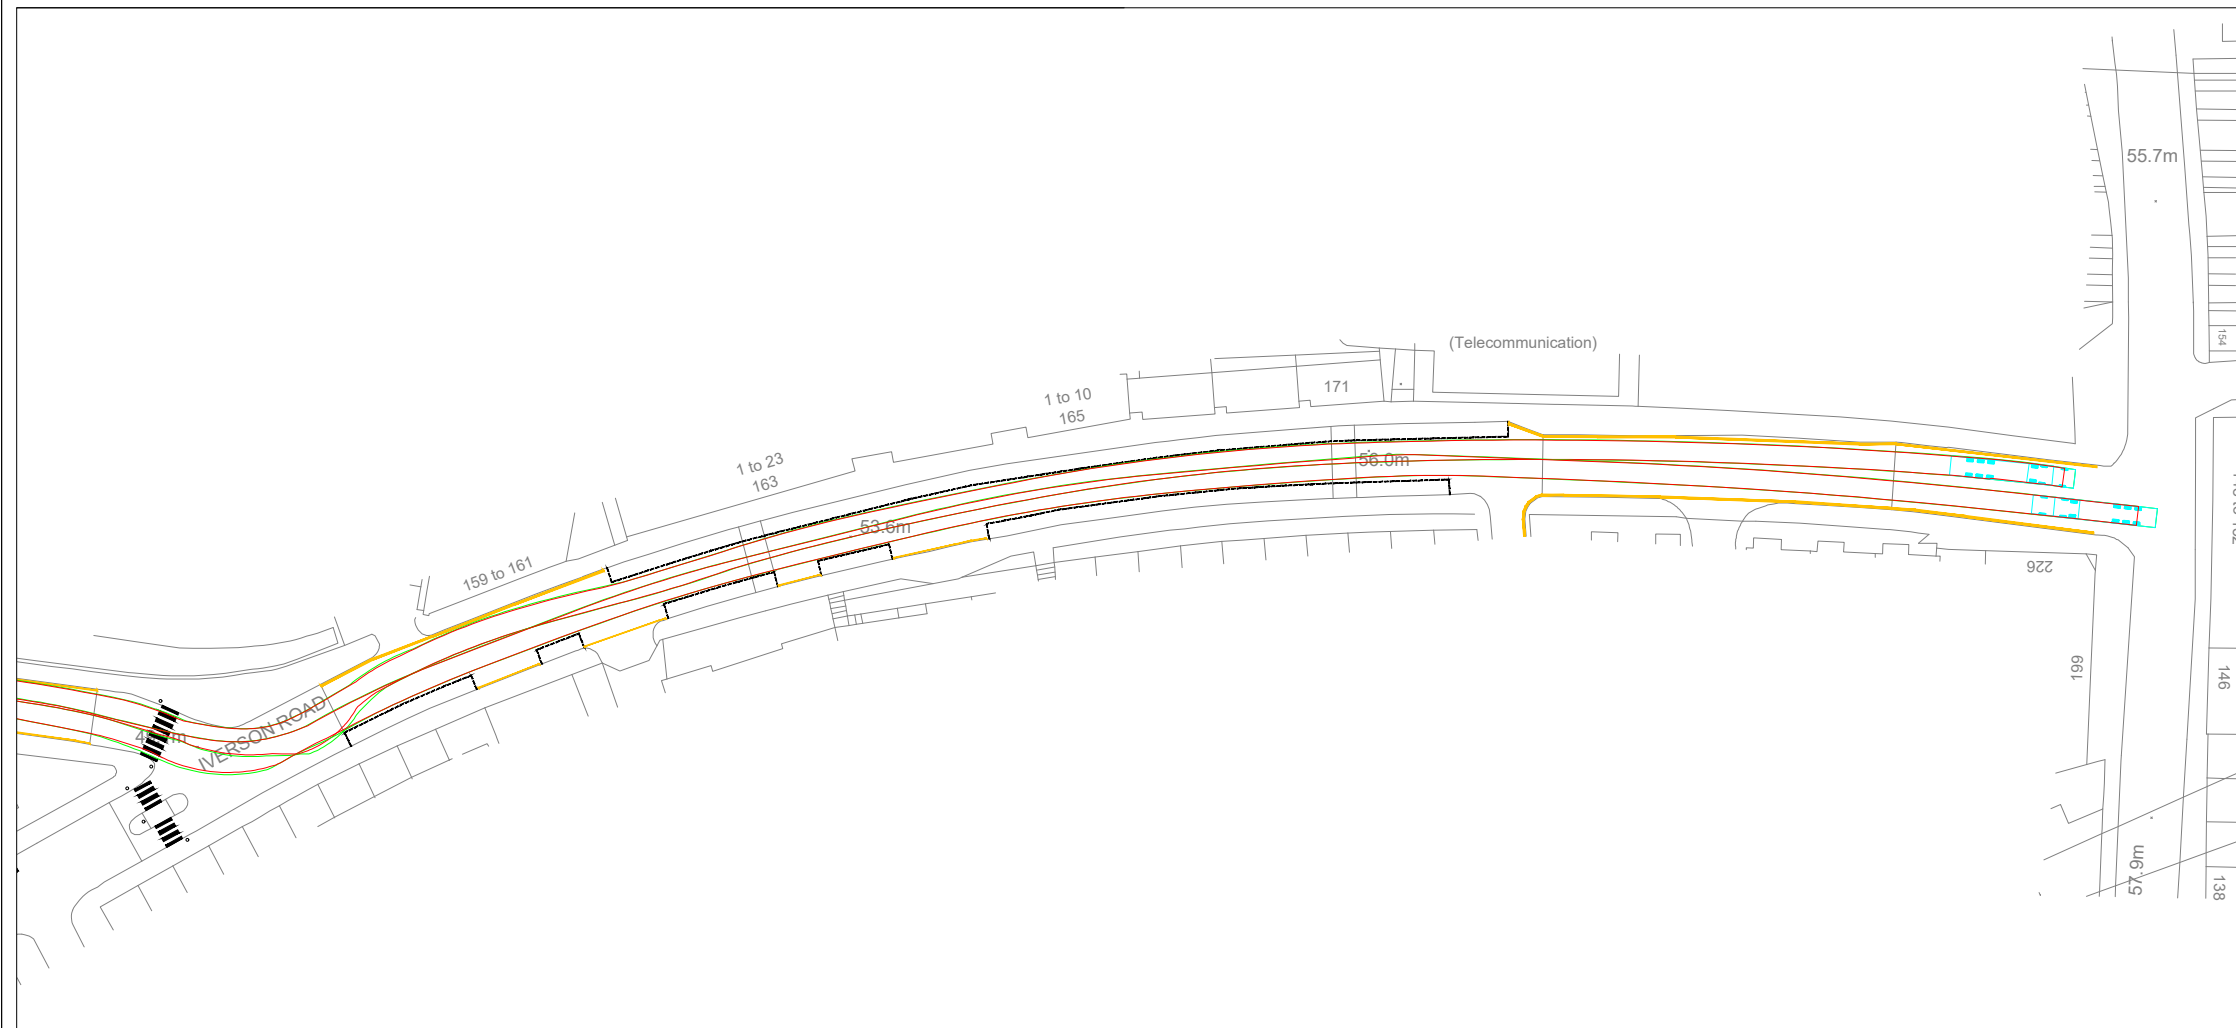 55.7m
154
(Telecommunication)
171
1 to 10
165
56.0m
1 to 23
163
53.6m
159 to 161
226
199
146
IVERSON ROAD
57.9m
138